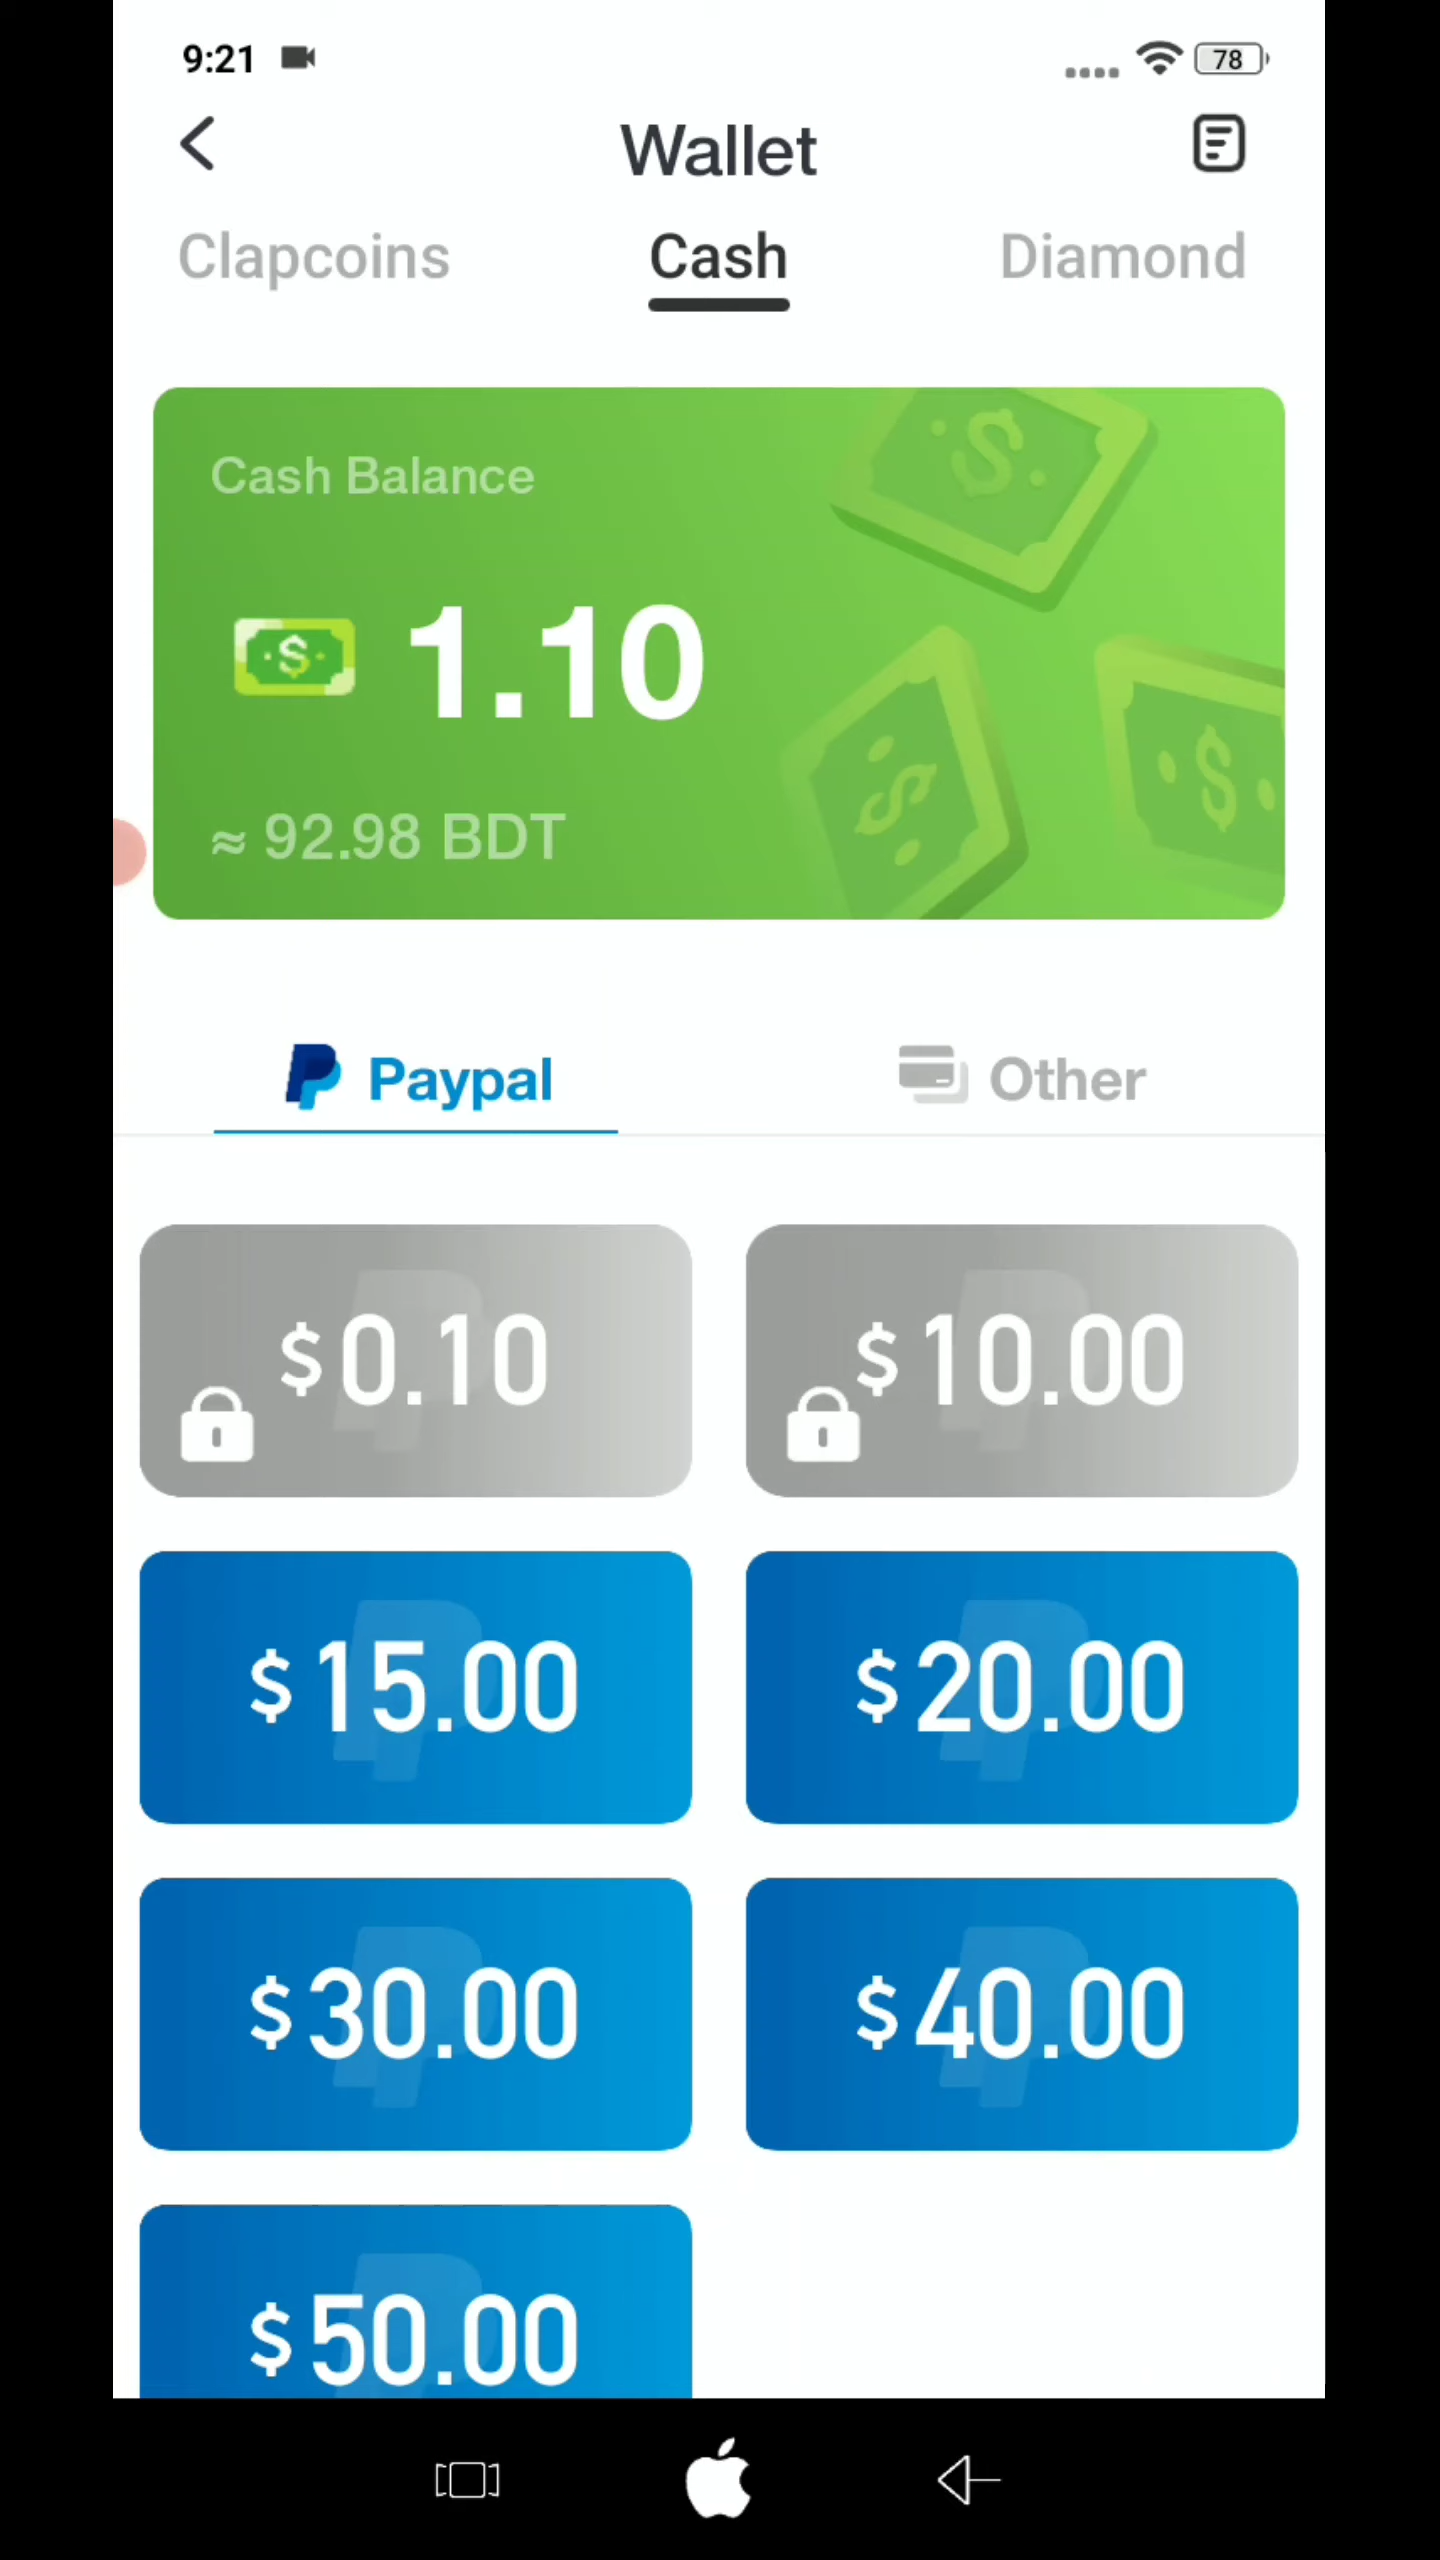 9:21 78
Wallet
Clapcoins Cash Diamond
Cash Balance
1.10
≈ 92.98 BDT
Paypal Other
$0.10 $10.00
$15.00 $20.00
$30.00 $40.00
$50.00